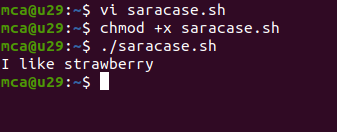 mca@u29:~$ vi saracase.sh
mca@u29:~$ chmod +x saracase.sh
mca@u29:~$ ./saracase.sh
I like strawberry
mca@u29:~$